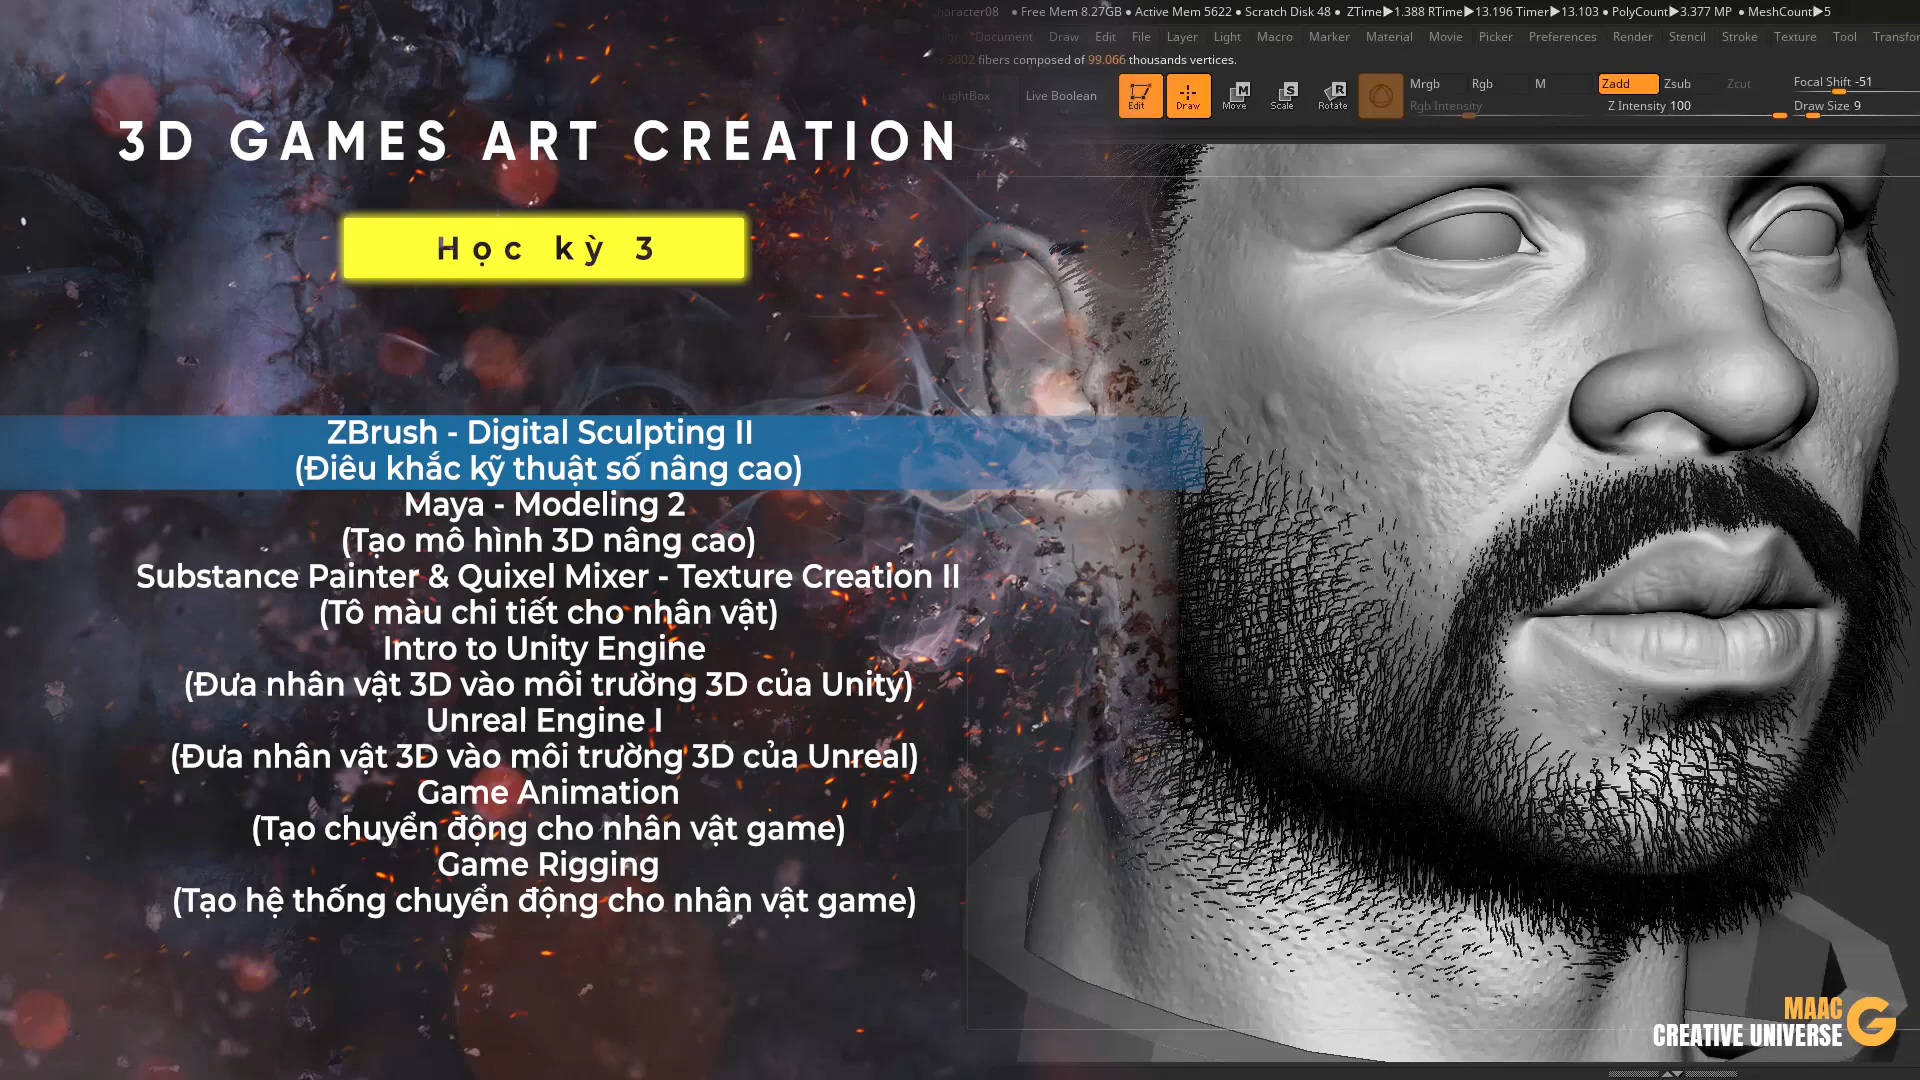 • Free Mem 8.27GB • Active Mem 5622 • Scratch Disk 48 • ZTime▶1.388 RTime▶13.196 Timer▶13.103 • PolyCount▶3.377 MP • MeshCount▶5
Document Draw Edit File Layer Light Macro Marker Material Movie Picker Preferences Render Stencil Stroke Texture Tool
3002 fibers composed of 99.066 thousands vertices.
LightBox Live Boolean Edit Draw Move Scale Rotate
Mrgb Rgb M Zadd Zsub Zcut Focal Shift -51
Rgb Intensity Z Intensity 100 Draw Size 9
3D GAMES ART CREATION
Học kỳ 3
ZBrush - Digital Sculpting II
(Điêu khắc kỹ thuật số nâng cao)
Maya - Modeling 2
(Tạo mô hình 3D nâng cao)
Substance Painter & Quixel Mixer - Texture Creation II
(Tô màu chi tiết cho nhân vật)
Intro to Unity Engine
(Đưa nhân vật 3D vào môi trường 3D của Unity)
Unreal Engine I
(Đưa nhân vật 3D vào môi trường 3D của Unreal)
Game Animation
(Tạo chuyển động cho nhân vật game)
Game Rigging
(Tạo hệ thống chuyển động cho nhân vật game)
MAAC
CREATIVE UNIVERSE